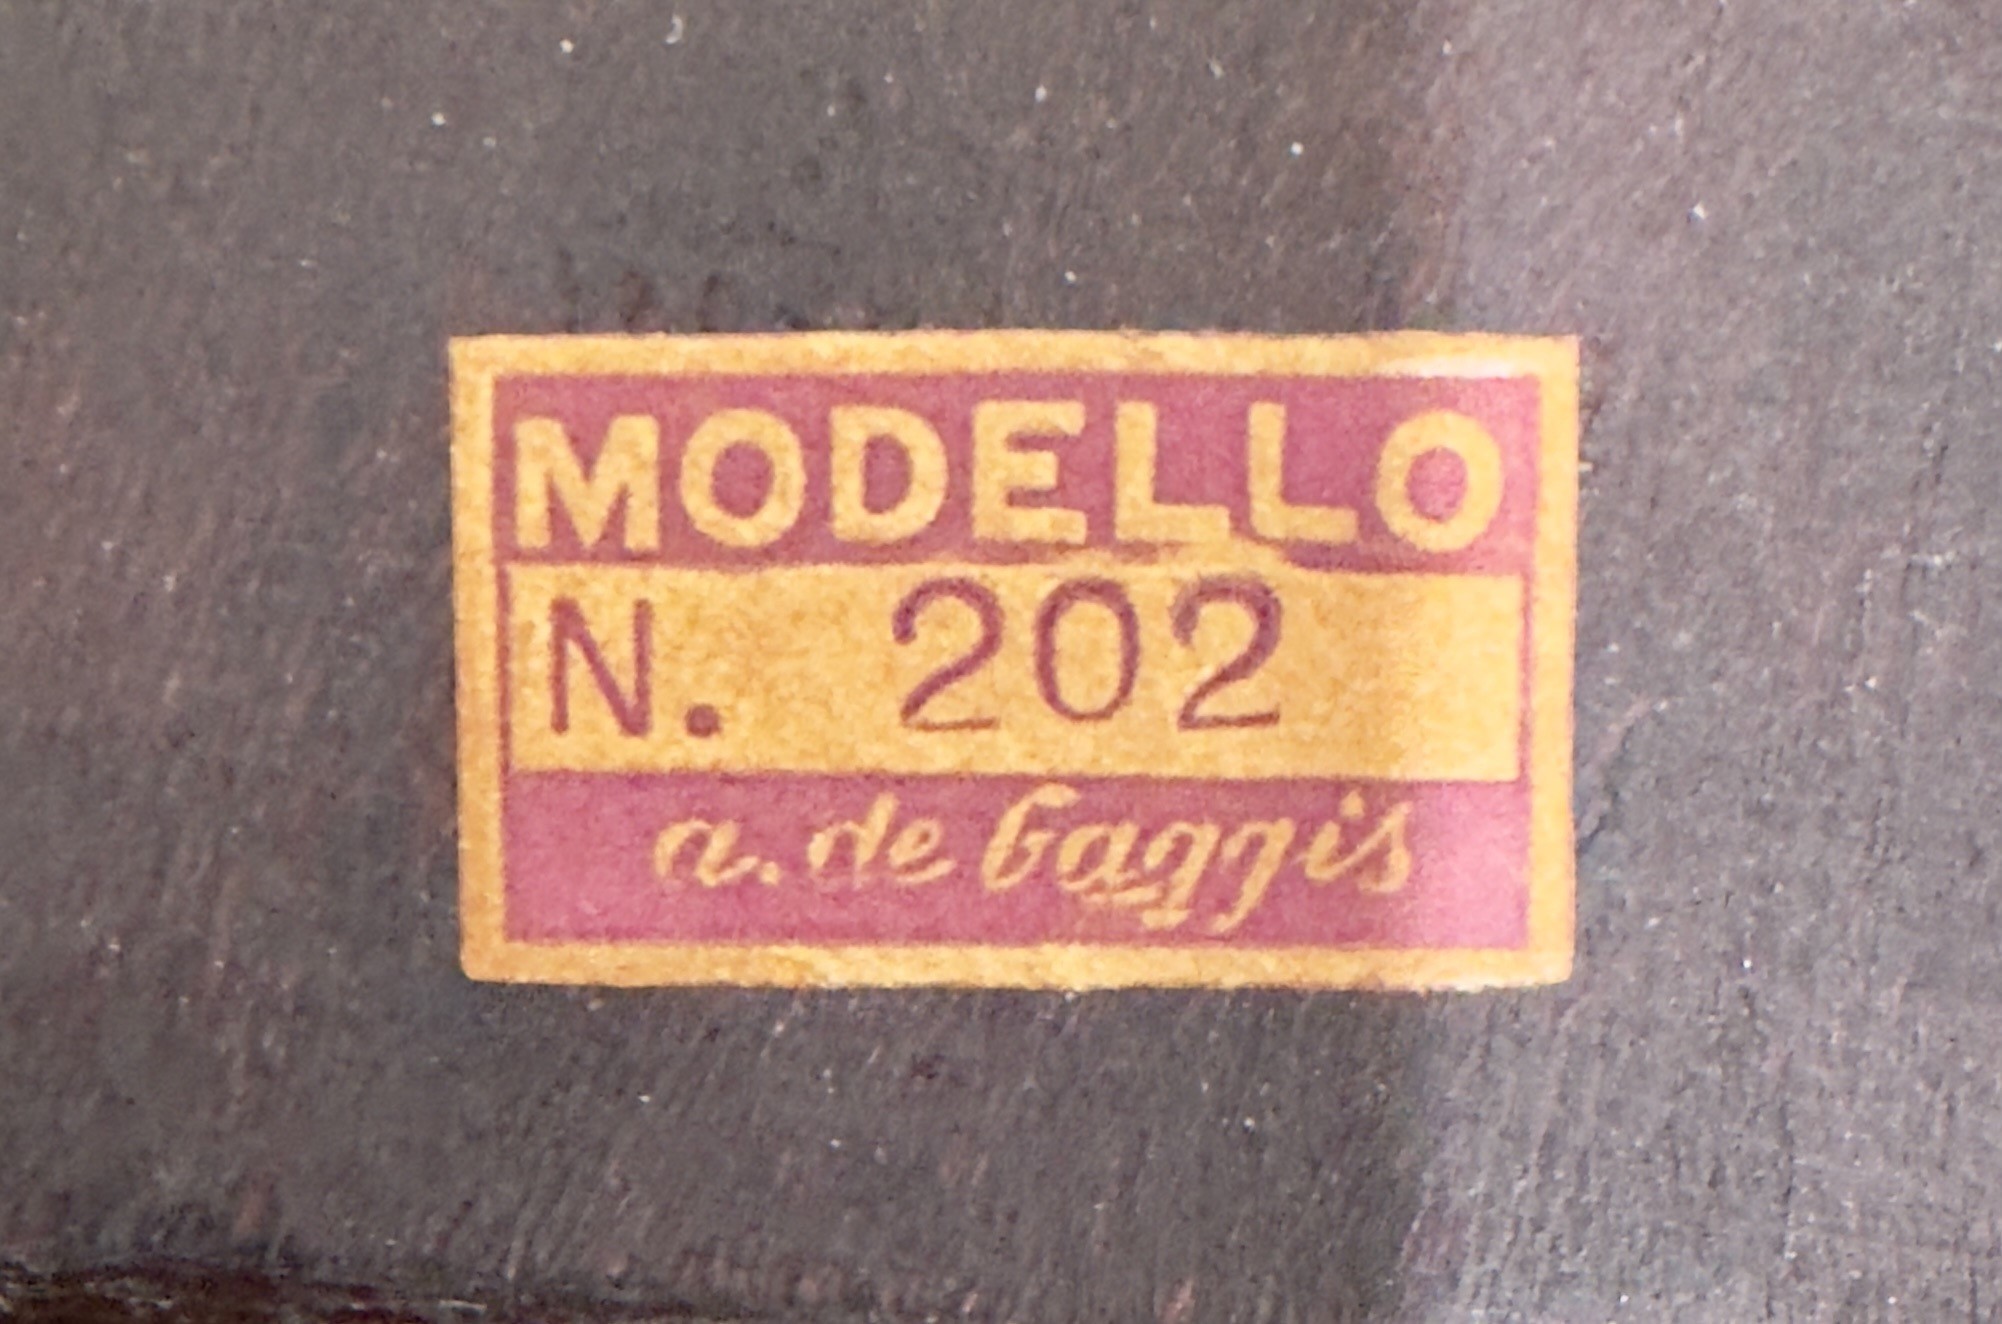 MODELLO
N. 202
a. de baggis